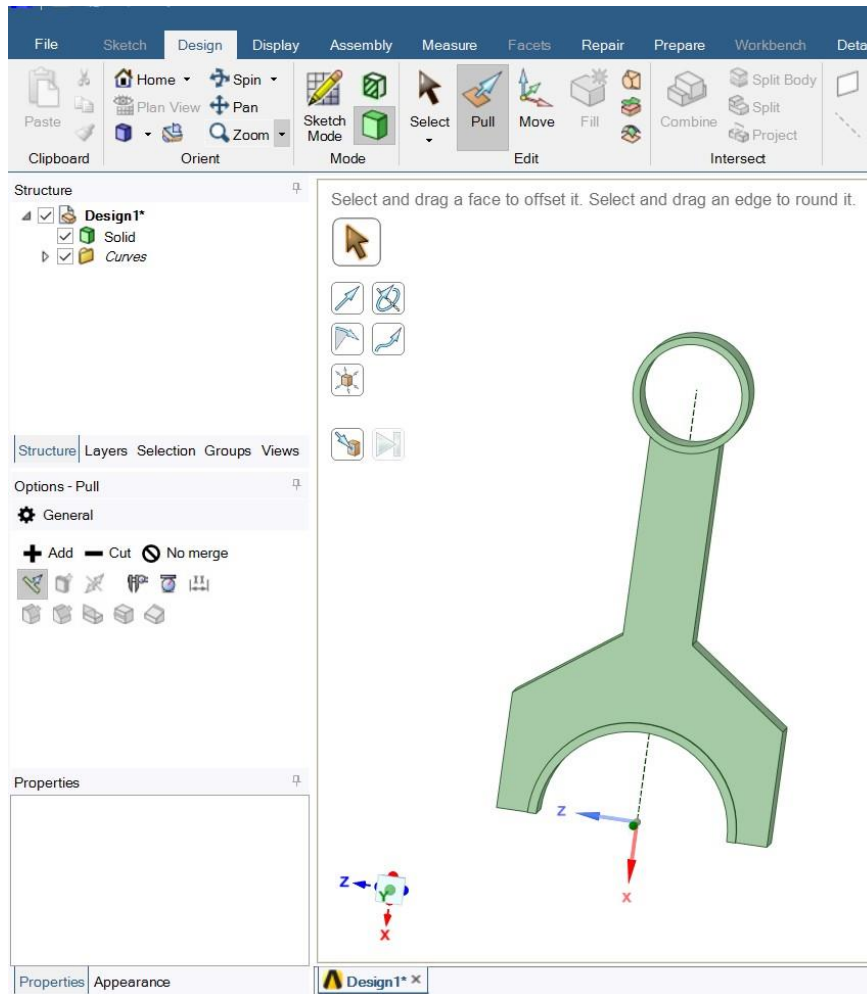 File Sketch Design Display Assembly Measure Facets Repair Prepare Workbench Deta
Paste
Home Spin
Plan View Pan
Zoom
Sketch Mode
Select Pull Move Fill
Combine
Split Body
Split
Project
Clipboard Orient Mode Edit Intersect
Structure
Design1*
Solid
Curves
Structure Layers Selection Groups Views
Options - Pull
General
Add Cut No merge
Properties
Properties Appearance
Select and drag a face to offset it. Select and drag an edge to round it.
Z
X
Z
Y
X
Design1*